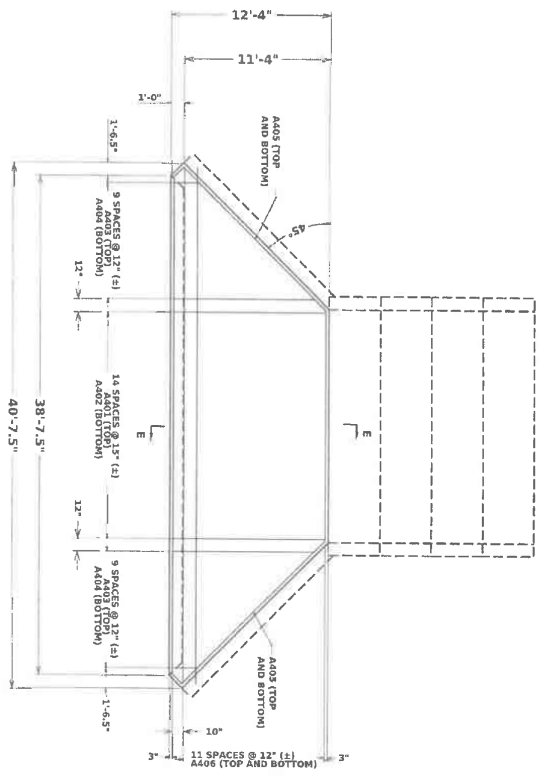 12'-4"
11'-4"
1'-0"
1'-6.5"
A405 (TOP
AND BOTTOM)
45°
9 SPACES @ 12" (±)
A403 (TOP)
A404 (BOTTOM)
12"
14 SPACES @ 15" (±)
A401 (TOP)
A402 (BOTTOM)
E
E
38'-7.5"
40'-7.5"
12"
9 SPACES @ 12" (±)
A403 (TOP)
A404 (BOTTOM)
A403 (TOP
AND BOTTOM)
1'-6.5"
10"
3"
11 SPACES @ 12" (±)
A406 (TOP AND BOTTOM)
3"